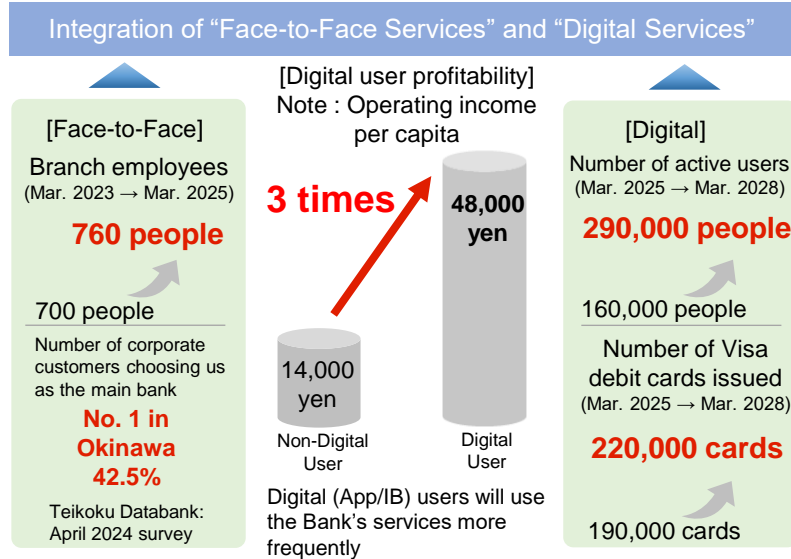 Integration of “Face-to-Face Services” and “Digital Services”
[Face-to-Face]
Branch employees
(Mar. 2023 → Mar. 2025)
760 people
700 people
Number of corporate
customers choosing us
as the main bank
No. 1 in
Okinawa
42.5%
Teikoku Databank:
April 2024 survey
[Digital user profitability]
Note : Operating income
per capita
3 times
48,000
yen
14,000
yen
Non-Digital
User
Digital
User
Digital (App/IB) users will use
the Bank’s services more
frequently
[Digital]
Number of active users
(Mar. 2025 → Mar. 2028)
290,000 people
160,000 people
Number of Visa
debit cards issued
(Mar. 2025 → Mar. 2028)
220,000 cards
190,000 cards